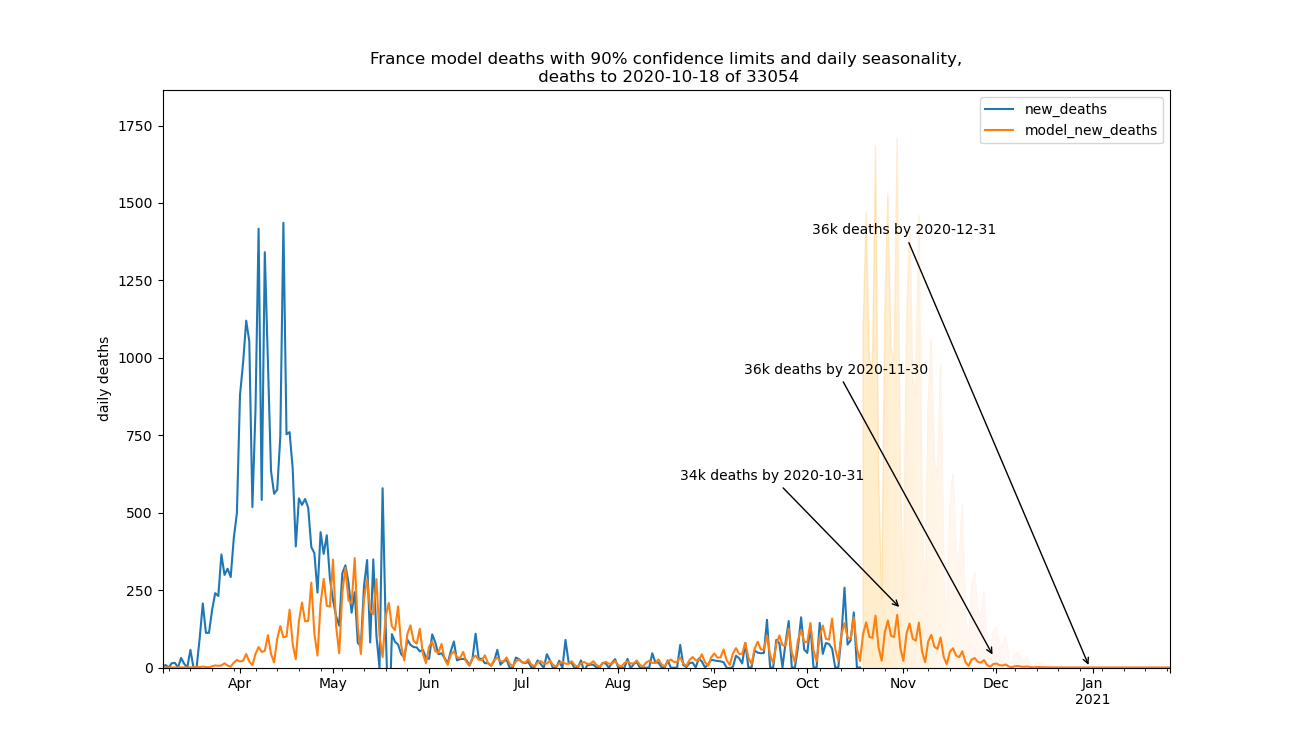 France model deaths with 90% confidence limits and daily seasonality,
deaths to 2020-10-18 of 33054
new_deaths
model_new_deaths
daily deaths
1750
1500
1250
1000
750
500
250
0
36k deaths by 2020-12-31
36k deaths by 2020-11-30
34k deaths by 2020-10-31
Apr May Jun Jul Aug Sep Oct Nov Dec Jan
2021